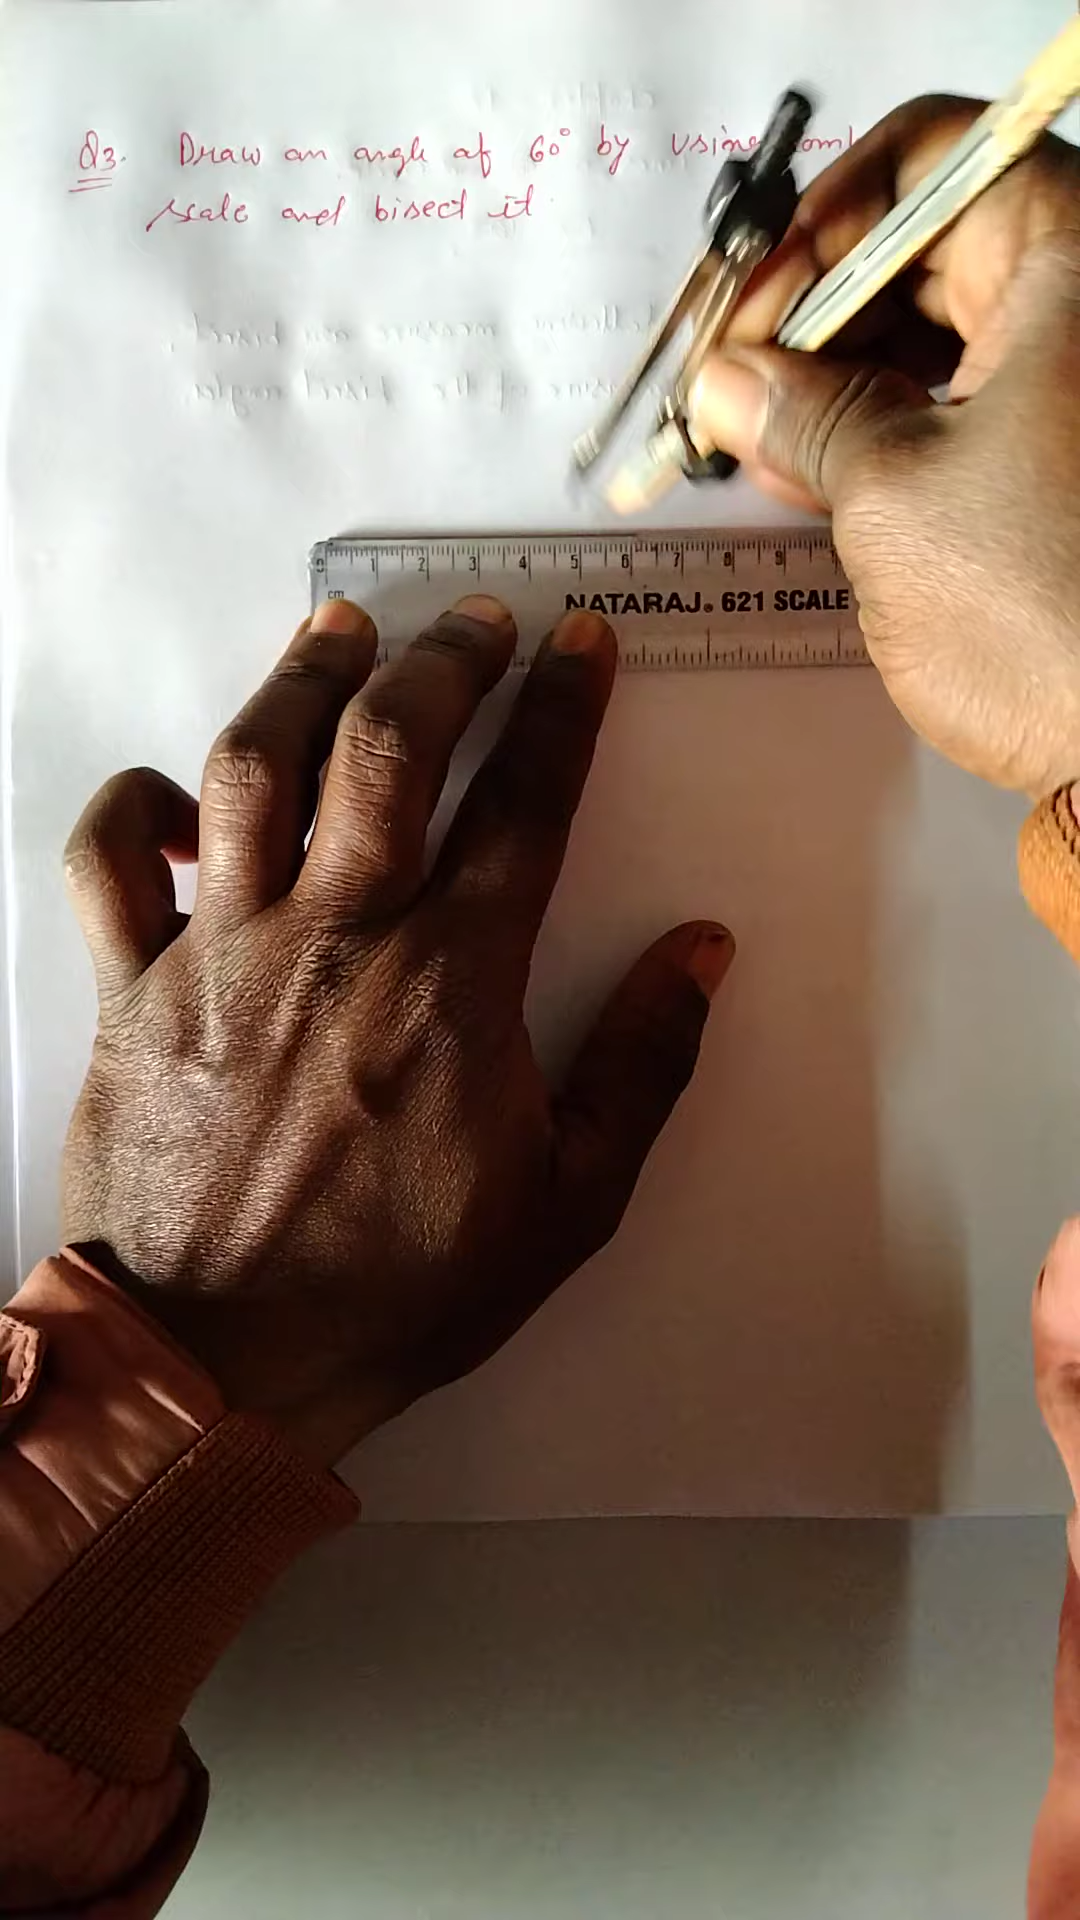 Q3. Draw an angle of 60° by using
scale and bisect it.
0 1 2 3 4 5 6 7 8 9
cm
NATARAJ® 621 SCALE